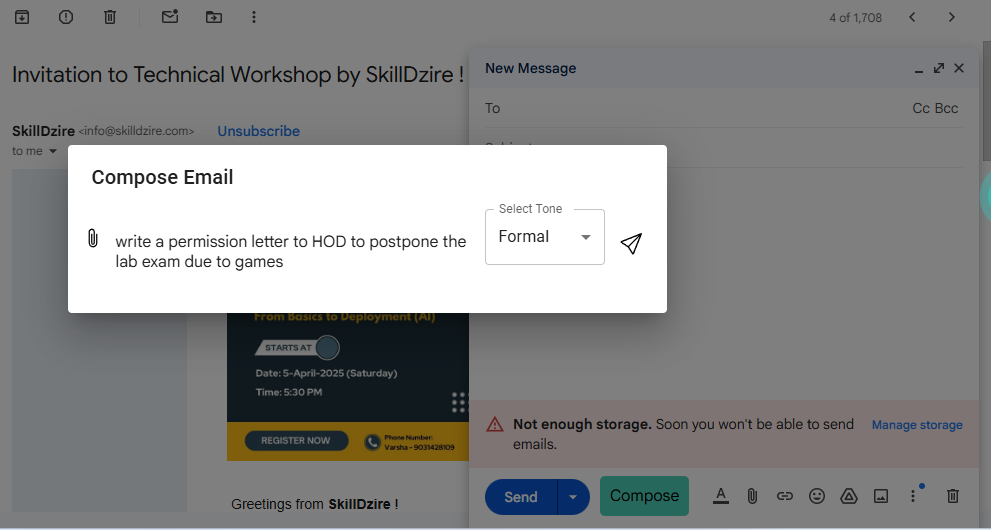 4 of 1,708
Invitation to Technical Workshop by SkillDzire !
New Message
To
Cc Bcc
SkillDzire <info@skilldzire.com>
Unsubscribe
to me
Compose Email
Select Tone
Formal
write a permission letter to HOD to postpone the
lab exam due to games
From Basics to Deployment (AI)
STARTS AT
Date: 5-April-2025 (Saturday)
Time: 5:30 PM
REGISTER NOW
Phone Number:
Varsha - 9031428109
Greetings from SkillDzire !
Not enough storage. Soon you won't be able to send
emails.
Manage storage
Send
Compose